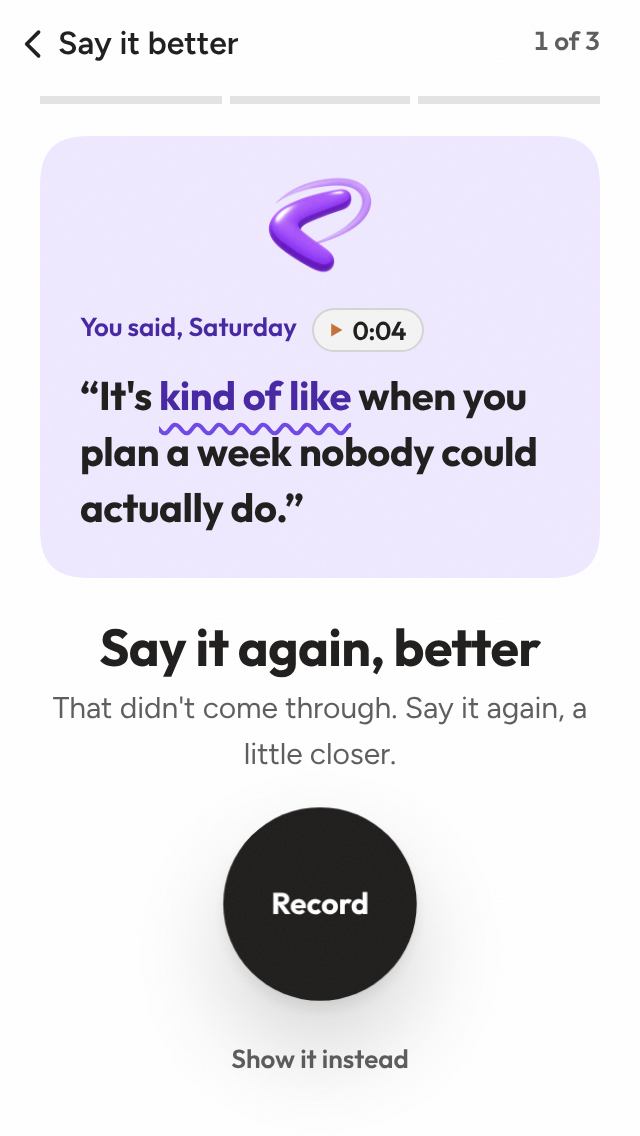 Say it better
1 of 3
You said, Saturday
0:04
“It's kind of like when you
plan a week nobody could
actually do.”
Say it again, better
That didn't come through. Say it again, a
little closer.
Record
Show it instead